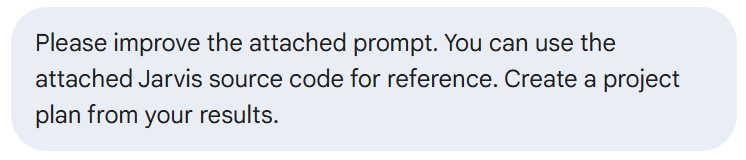 Please improve the attached prompt. You can use the
attached Jarvis source code for reference. Create a project
plan from your results.